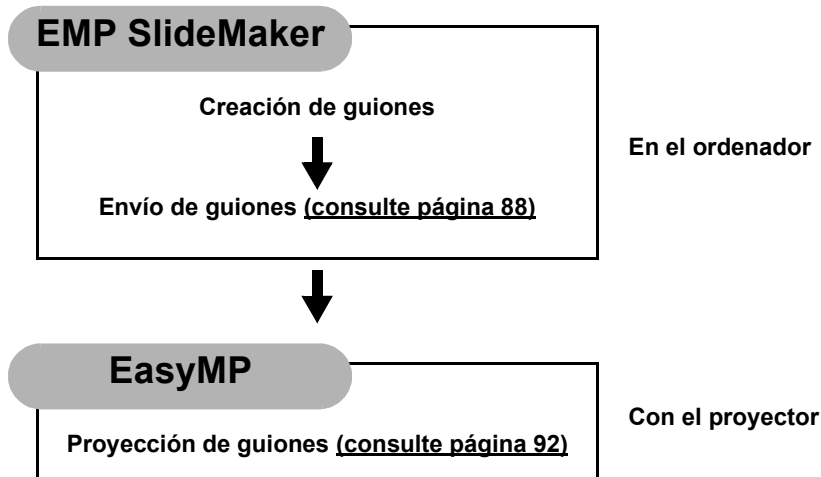 EMP SlideMaker
Creación de guiones
En el ordenador
Envío de guiones (consulte página 88)
EasyMP
Con el proyector
Proyección de guiones (consulte página 92)